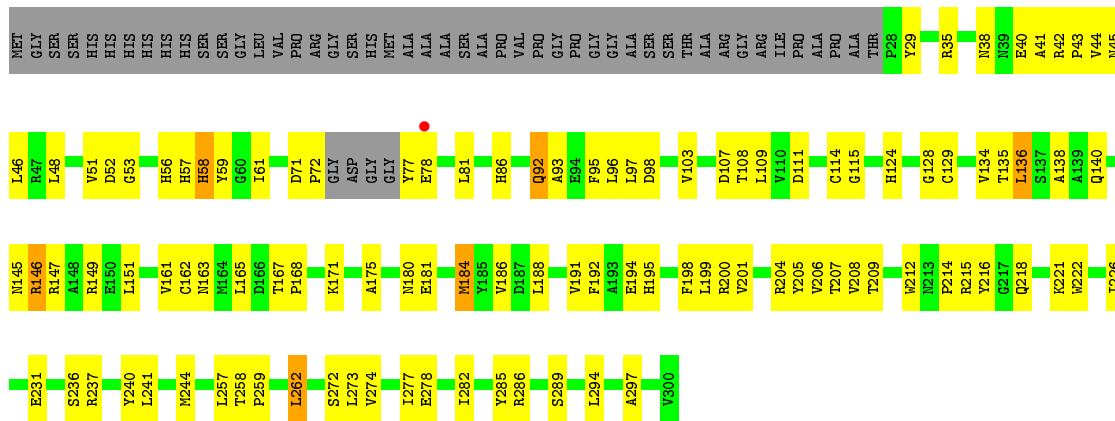 MET GLY SER SER HIS HIS HIS HIS HIS HIS SER SER GLY LEU VAL PRO ARG GLY SER HIS MET ALA ALA ALA SER ALA PRO VAL PRO GLY PRO GLY GLY ALA SER SER THR ALA ARG GLY ARG ILE PRO ALA PRO ALA THR P28 Y29 R35 N38 N39 E40 A41 R42 P43 V44
L46 R47 L48 V51 D52 G53 H56 H57 H58 Y59 G60 I61 D71 P72 GLY ASP GLY GLY Y77 E78 L81 H86 Q92 A93 E94 F95 L96 L97 D98 V103 D107 T108 L109 V110 D111 C114 G115 H124 G128 C129 V134 T135 L136 S137 A138 A139 Q140
N145 R146 R147 A148 R149 E150 L151 V161 C162 N163 M164 L165 D166 T167 P168 K171 A175 N180 E181 M184 Y185 V186 D187 L188 V191 F192 A193 E194 H195 F198 L199 R200 V201 R204 Y205 V206 T207 V208 T209 W212 N213 P214 R215 Y216 G217 Q218 K221 W222
E231 S236 R237 Y240 L241 M244 L257 T258 P259 L262 S272 L273 V274 I277 E278 I282 Y285 R286 S289 L294 A297 V300